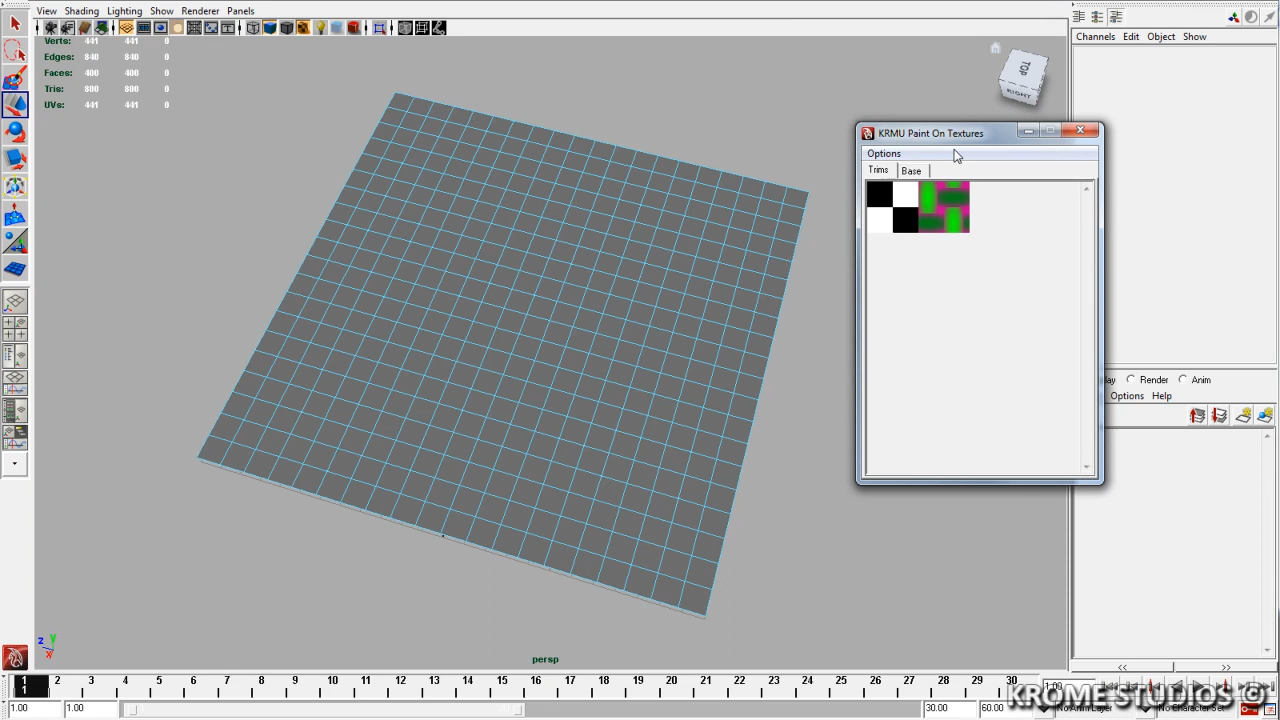 View Shading Lighting Show Renderer Panels
Verts: 441 441 0
Edges: 840 840 0
Faces: 400 400 0
Tris: 800 800 0
UVs: 441 441 0
TOP
RIGHT
Channels Edit Object Show
KRMU Paint On Textures
Options
Trims Base
Render Anim
Options Help
z y
x
persp
<< >>
1 2 3 4 5 6 7 8 9 10 11 12 13 14 15 16 17 18 19 20 21 22 23 24 25 26 27 28 29 30
1
1.00
KROME STUDIOS ©
1.00 1.00 30.00 60.00 No Anim Layer No Character Set